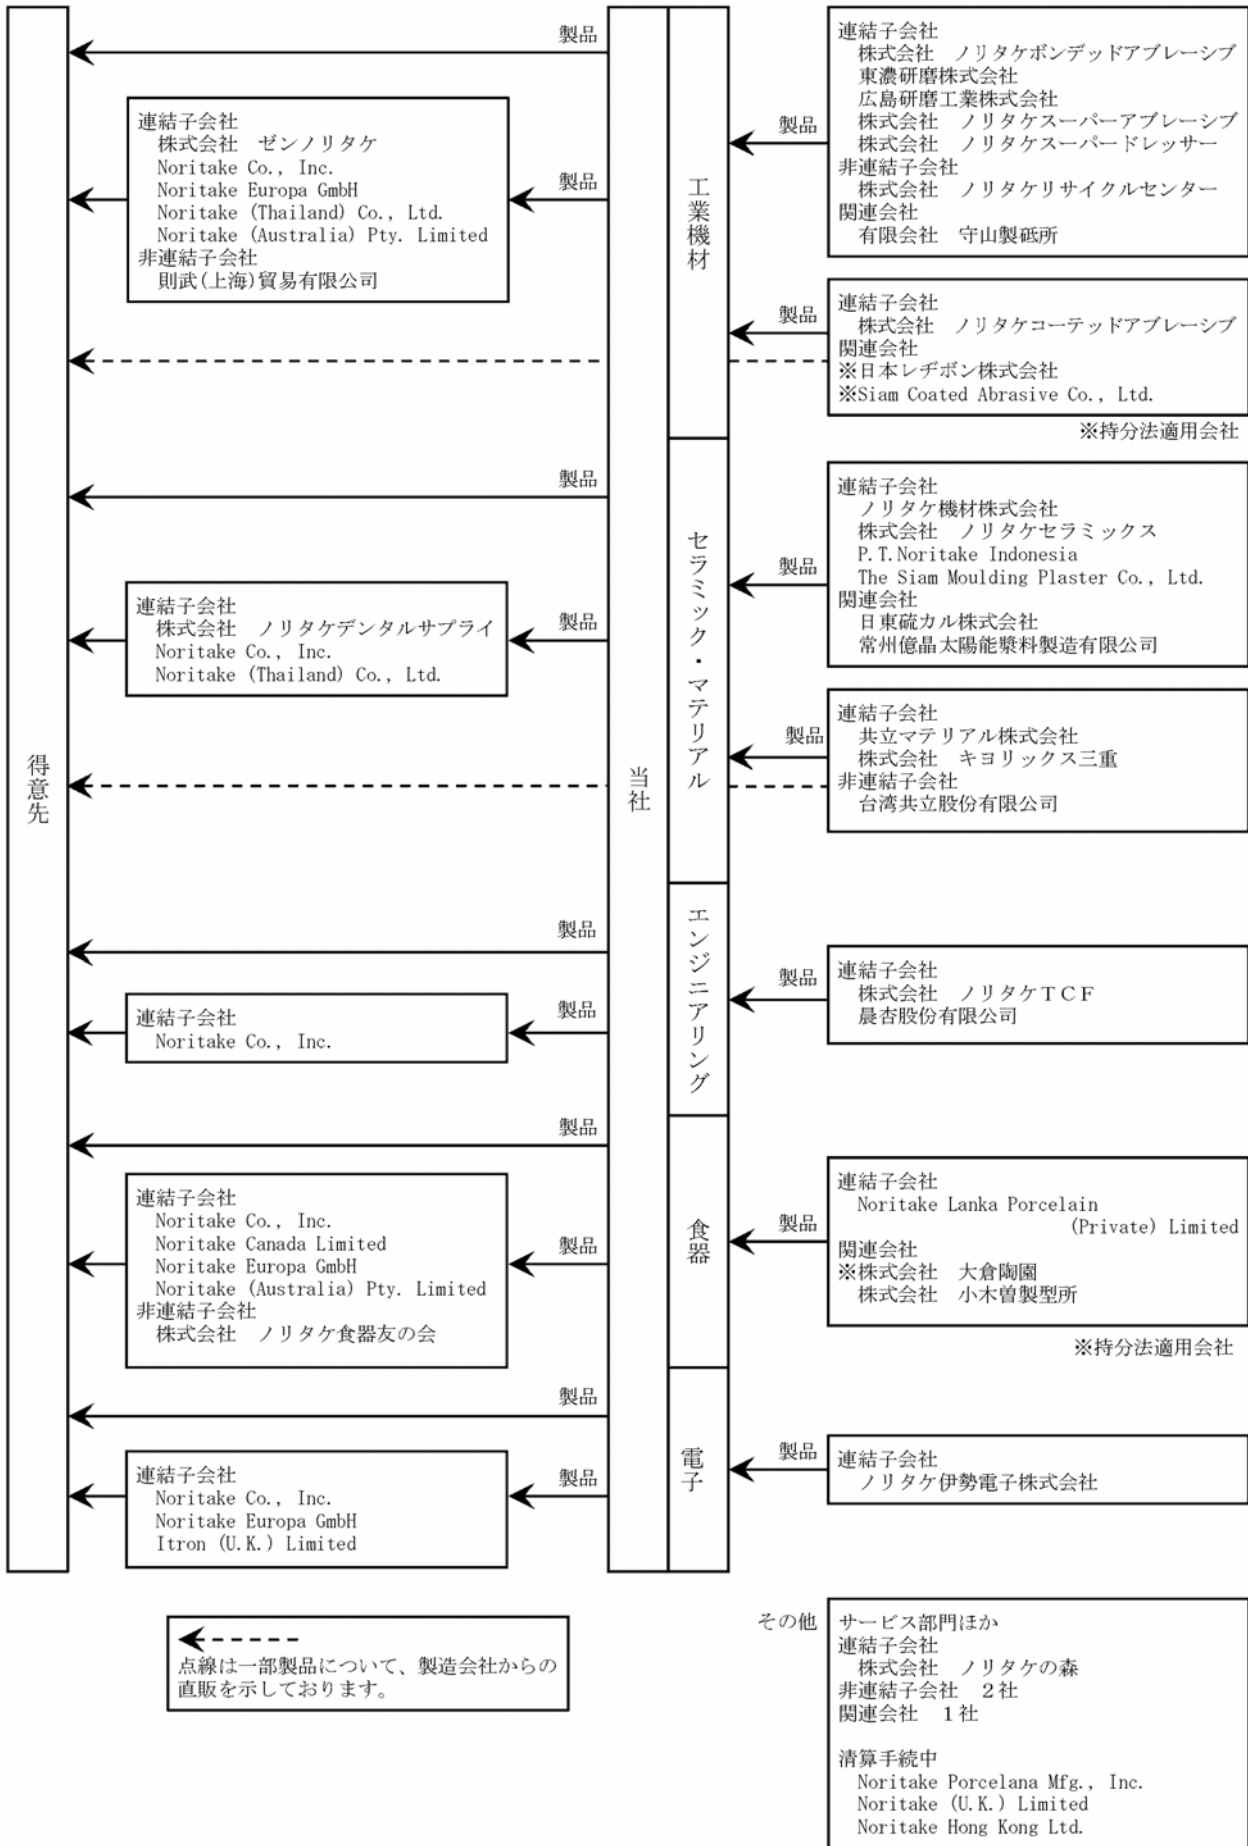 得意先
当社
工業機材
製品
連結子会社
株式会社　ノリタケボンデッドアブレーシブ
東濃研磨株式会社
広島研磨工業株式会社
株式会社　ノリタケスーパーアブレーシブ
株式会社　ノリタケスーパードレッサー
非連結子会社
株式会社　ノリタケリサイクルセンター
関連会社
有限会社　守山製砥所
製品
連結子会社
株式会社　ゼンノリタケ
Noritake Co., Inc.
Noritake Europa GmbH
Noritake (Thailand) Co., Ltd.
Noritake (Australia) Pty. Limited
非連結子会社
則武(上海)貿易有限公司
製品
製品
連結子会社
株式会社　ノリタケコーテッドアブレーシブ
関連会社
※日本レヂボン株式会社
※Siam Coated Abrasive Co., Ltd.
※持分法適用会社
セラミック・マテリアル
製品
連結子会社
ノリタケ機材株式会社
株式会社　ノリタケセラミックス
P.T.Noritake Indonesia
The Siam Moulding Plaster Co., Ltd.
関連会社
日東硫カル株式会社
常州億晶太陽能漿料製造有限公司
製品
連結子会社
株式会社　ノリタケデンタルサプライ
Noritake Co., Inc.
Noritake (Thailand) Co., Ltd.
製品
製品
連結子会社
共立マテリアル株式会社
株式会社　キヨリックス三重
非連結子会社
台湾共立股份有限公司
エンジニアリング
製品
連結子会社
Noritake Co., Inc.
製品
製品
連結子会社
株式会社　ノリタケＴＣＦ
晨杏股份有限公司
食器
製品
連結子会社
Noritake Co., Inc.
Noritake Canada Limited
Noritake Europa GmbH
Noritake (Australia) Pty. Limited
非連結子会社
株式会社　ノリタケ食器友の会
製品
製品
連結子会社
Noritake Lanka Porcelain
(Private) Limited
関連会社
※株式会社　大倉陶園
株式会社　小木曽製型所
※持分法適用会社
電子
製品
連結子会社
Noritake Co., Inc.
Noritake Europa GmbH
Itron (U.K.) Limited
製品
製品
連結子会社
ノリタケ伊勢電子株式会社
点線は一部製品について、製造会社からの
直販を示しております。
その他
サービス部門ほか
連結子会社
株式会社　ノリタケの森
非連結子会社　２社
関連会社　１社
清算手続中
Noritake Porcelana Mfg., Inc.
Noritake (U.K.) Limited
Noritake Hong Kong Ltd.